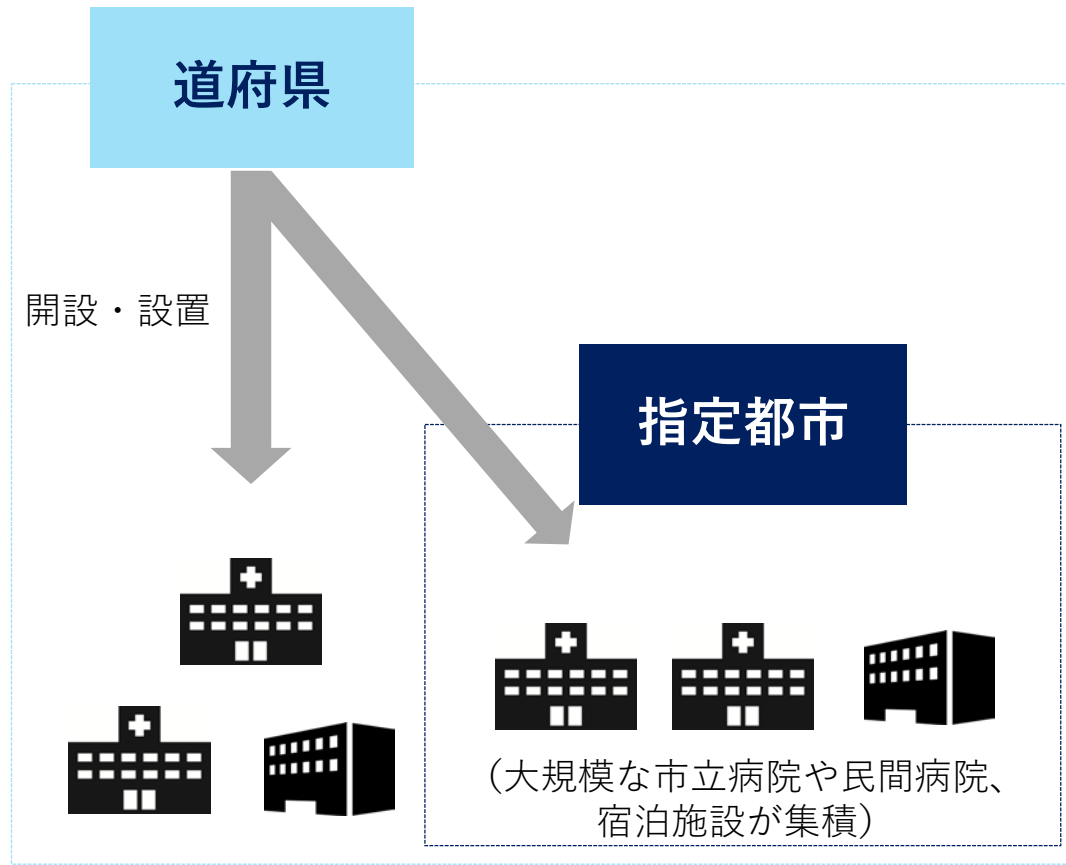 道府県
開設・設置
指定都市
（大規模な市立病院や民間病院、
宿泊施設が集積）